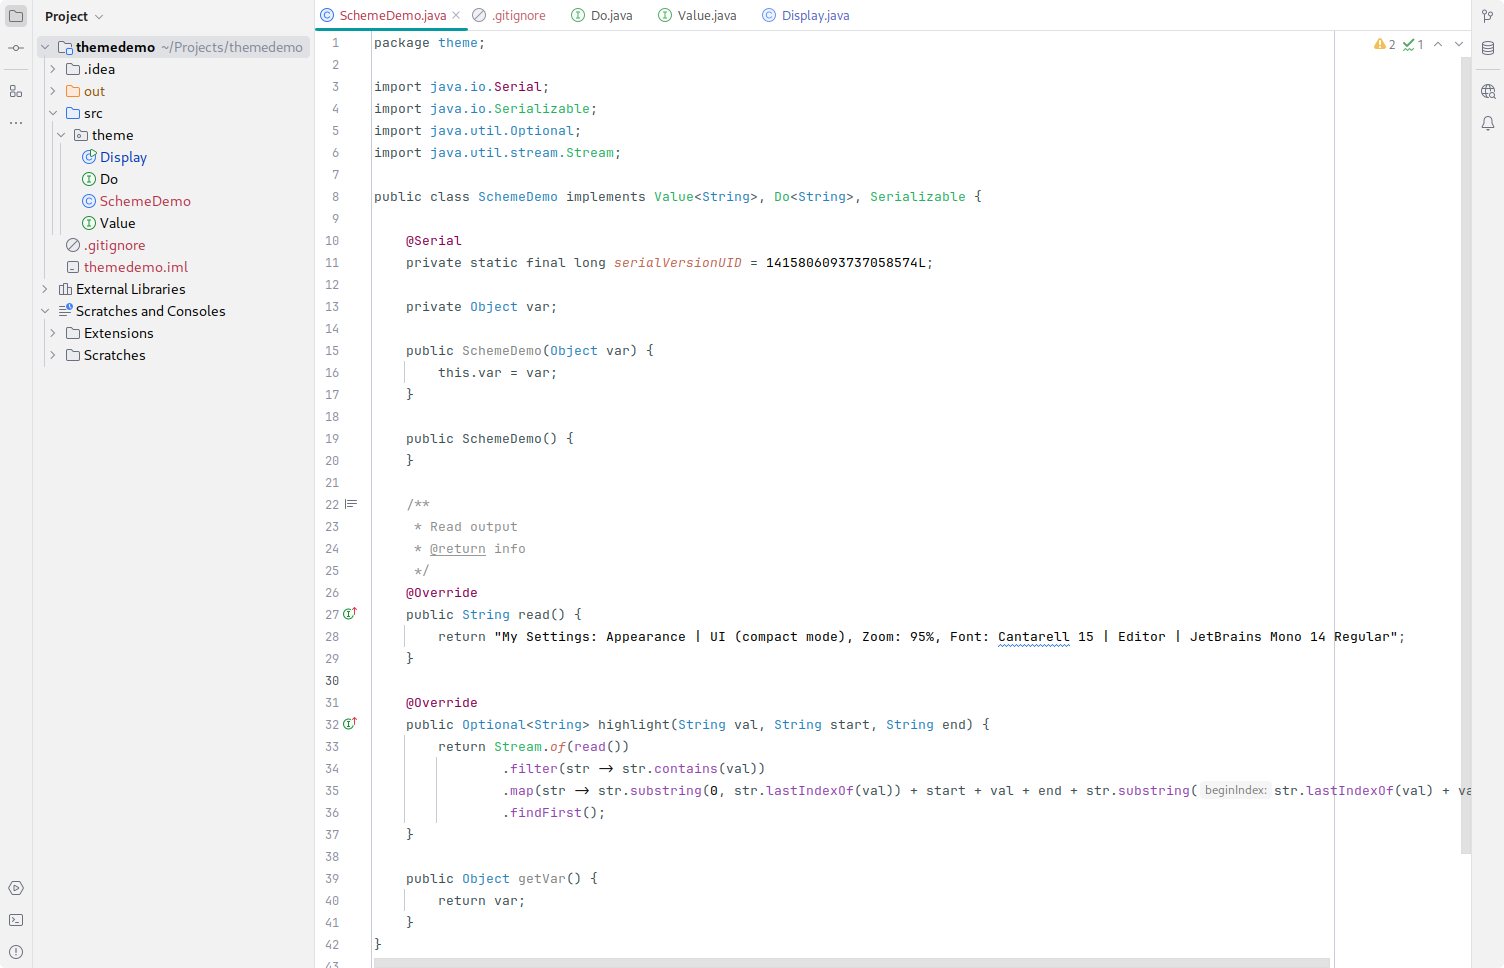 Project
themedemo ~/Projects/themedemo
.idea
out
src
theme
Display
Do
SchemeDemo
Value
.gitignore
themedemo.iml
External Libraries
Scratches and Consoles
Extensions
Scratches
SchemeDemo.java
.gitignore
Do.java
Value.java
Display.java
2 1
1 package theme;
2
3 import java.io.Serial;
4 import java.io.Serializable;
5 import java.util.Optional;
6 import java.util.stream.Stream;
7
8 public class SchemeDemo implements Value<String>, Do<String>, Serializable {
9
10 @Serial
11 private static final long serialVersionUID = 1415806093737058574L;
12
13 private Object var;
14
15 public SchemeDemo(Object var) {
16 this.var = var;
17 }
18
19 public SchemeDemo() {
20 }
21
22 /**
23 * Read output
24 * @return info
25 */
26 @Override
27 public String read() {
28 return "My Settings: Appearance | UI (compact mode), Zoom: 95%, Font: Cantarell 15 | Editor | JetBrains Mono 14 Regular";
29 }
30
31 @Override
32 public Optional<String> highlight(String val, String start, String end) {
33 return Stream.of(read())
34 .filter(str -> str.contains(val))
35 .map(str -> str.substring(0, str.lastIndexOf(val)) + start + val + end + str.substring( beginIndex: str.lastIndexOf(val) + va
36 .findFirst();
37 }
38
39 public Object getVar() {
40 return var;
41 }
42 }
43